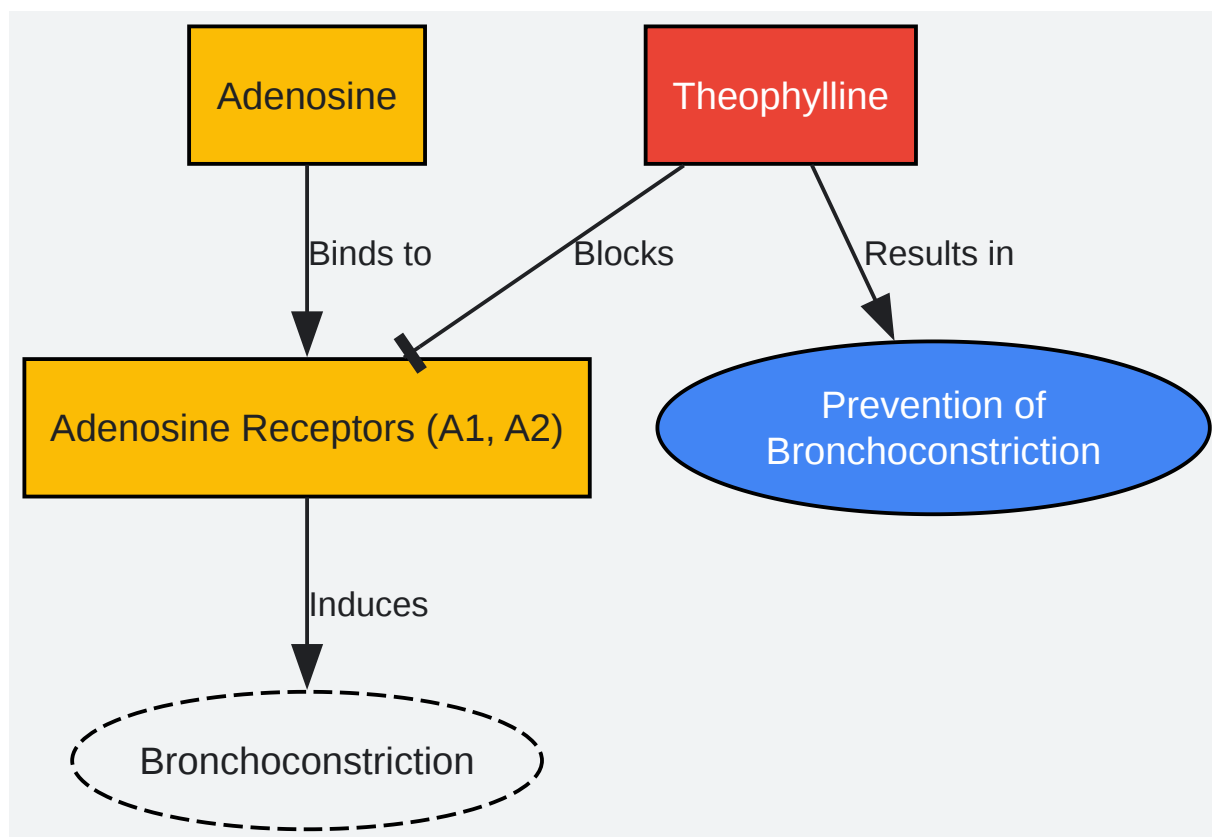 Adenosine
Theophylline
Binds to
Blocks
Results in
Adenosine Receptors (A1, A2)
Prevention of
Bronchoconstriction
Induces
Bronchoconstriction